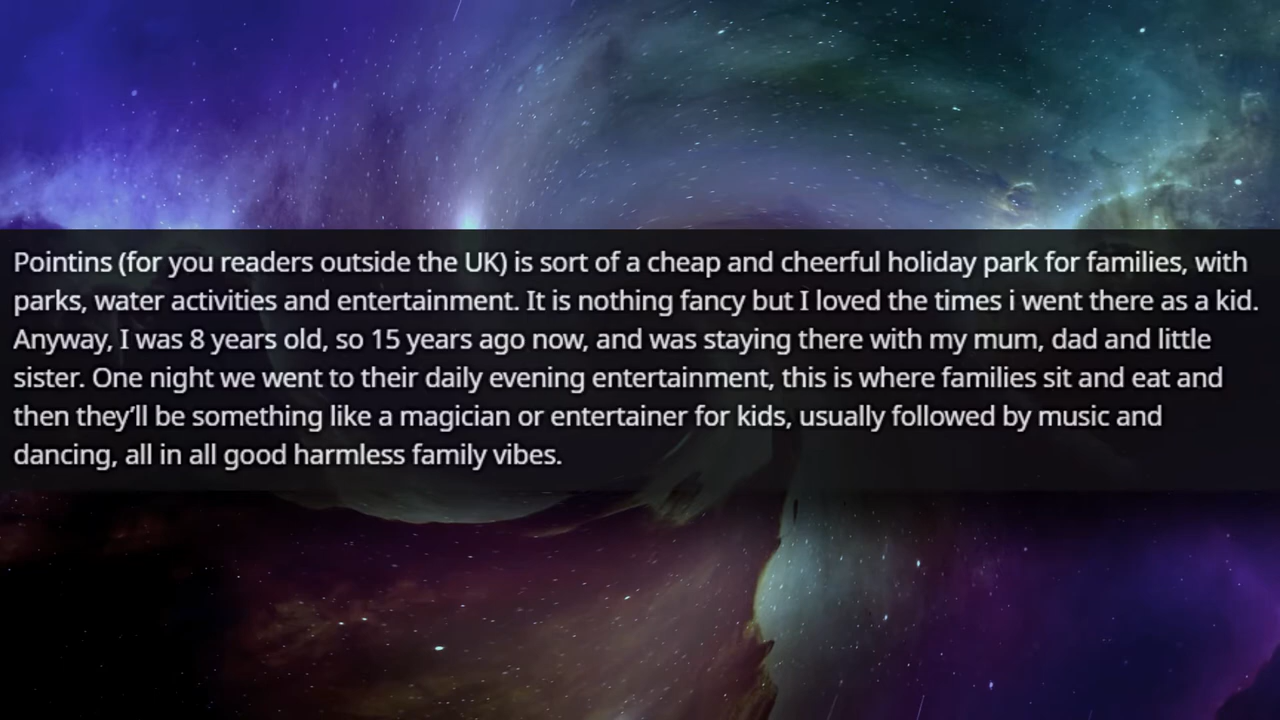 Pointins (for you readers outside the UK) is sort of a cheap and cheerful holiday park for families, with
parks, water activities and entertainment. It is nothing fancy but I loved the times i went there as a kid.
Anyway, I was 8 years old, so 15 years ago now, and was staying there with my mum, dad and little
sister. One night we went to their daily evening entertainment, this is where families sit and eat and
then they’ll be something like a magician or entertainer for kids, usually followed by music and
dancing, all in all good harmless family vibes.